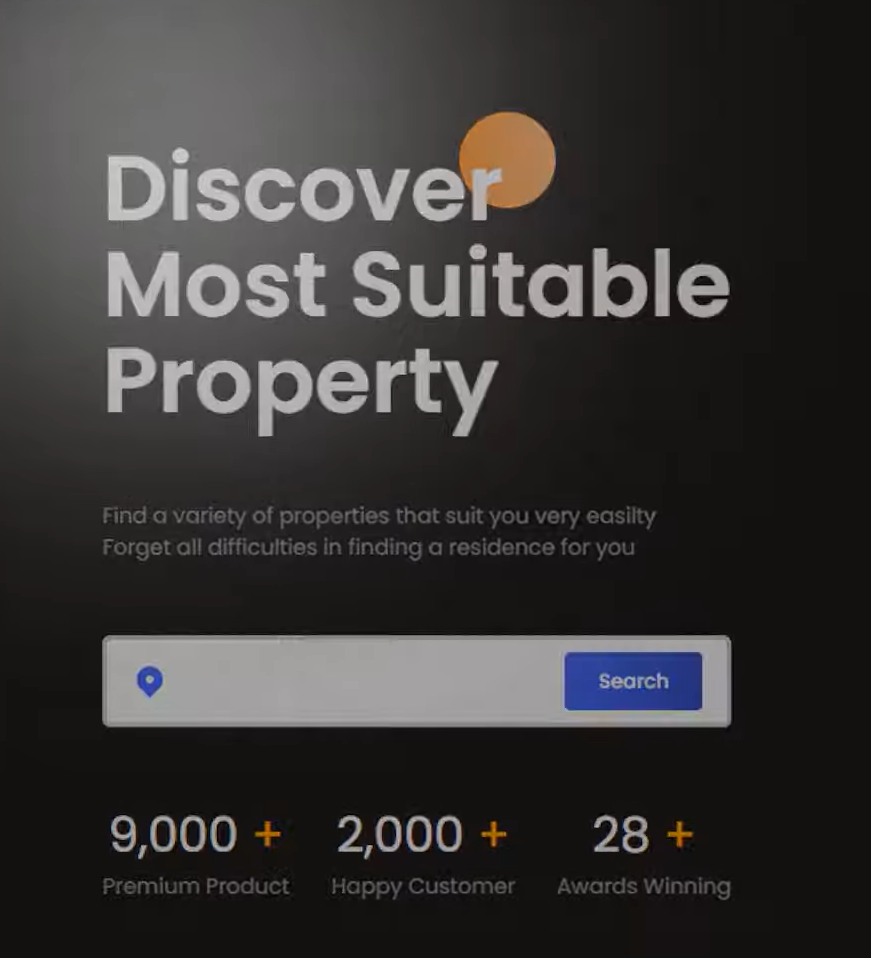 Discover
Most Suitable
Property
Find a variety of properties that suit you very easilty
Forget all difficulties in finding a residence for you
Search
9,000 + 2,000 + 28 +
Premium Product Happy Customer Awards Winning